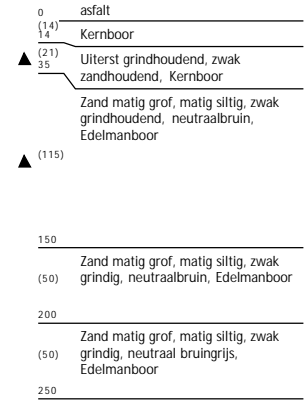 0 asfalt
(14)
14 Kernboor
(21) Uiterst grindhoudend, zwak
35 zandhoudend, Kernboor
Zand matig grof, matig siltig, zwak
grindhoudend, neutraalbruin,
Edelmanboor
(115)
150
Zand matig grof, matig siltig, zwak
(50) grindig, neutraalbruin, Edelmanboor
200
Zand matig grof, matig siltig, zwak
(50) grindig, neutraal bruingrijs,
Edelmanboor
250